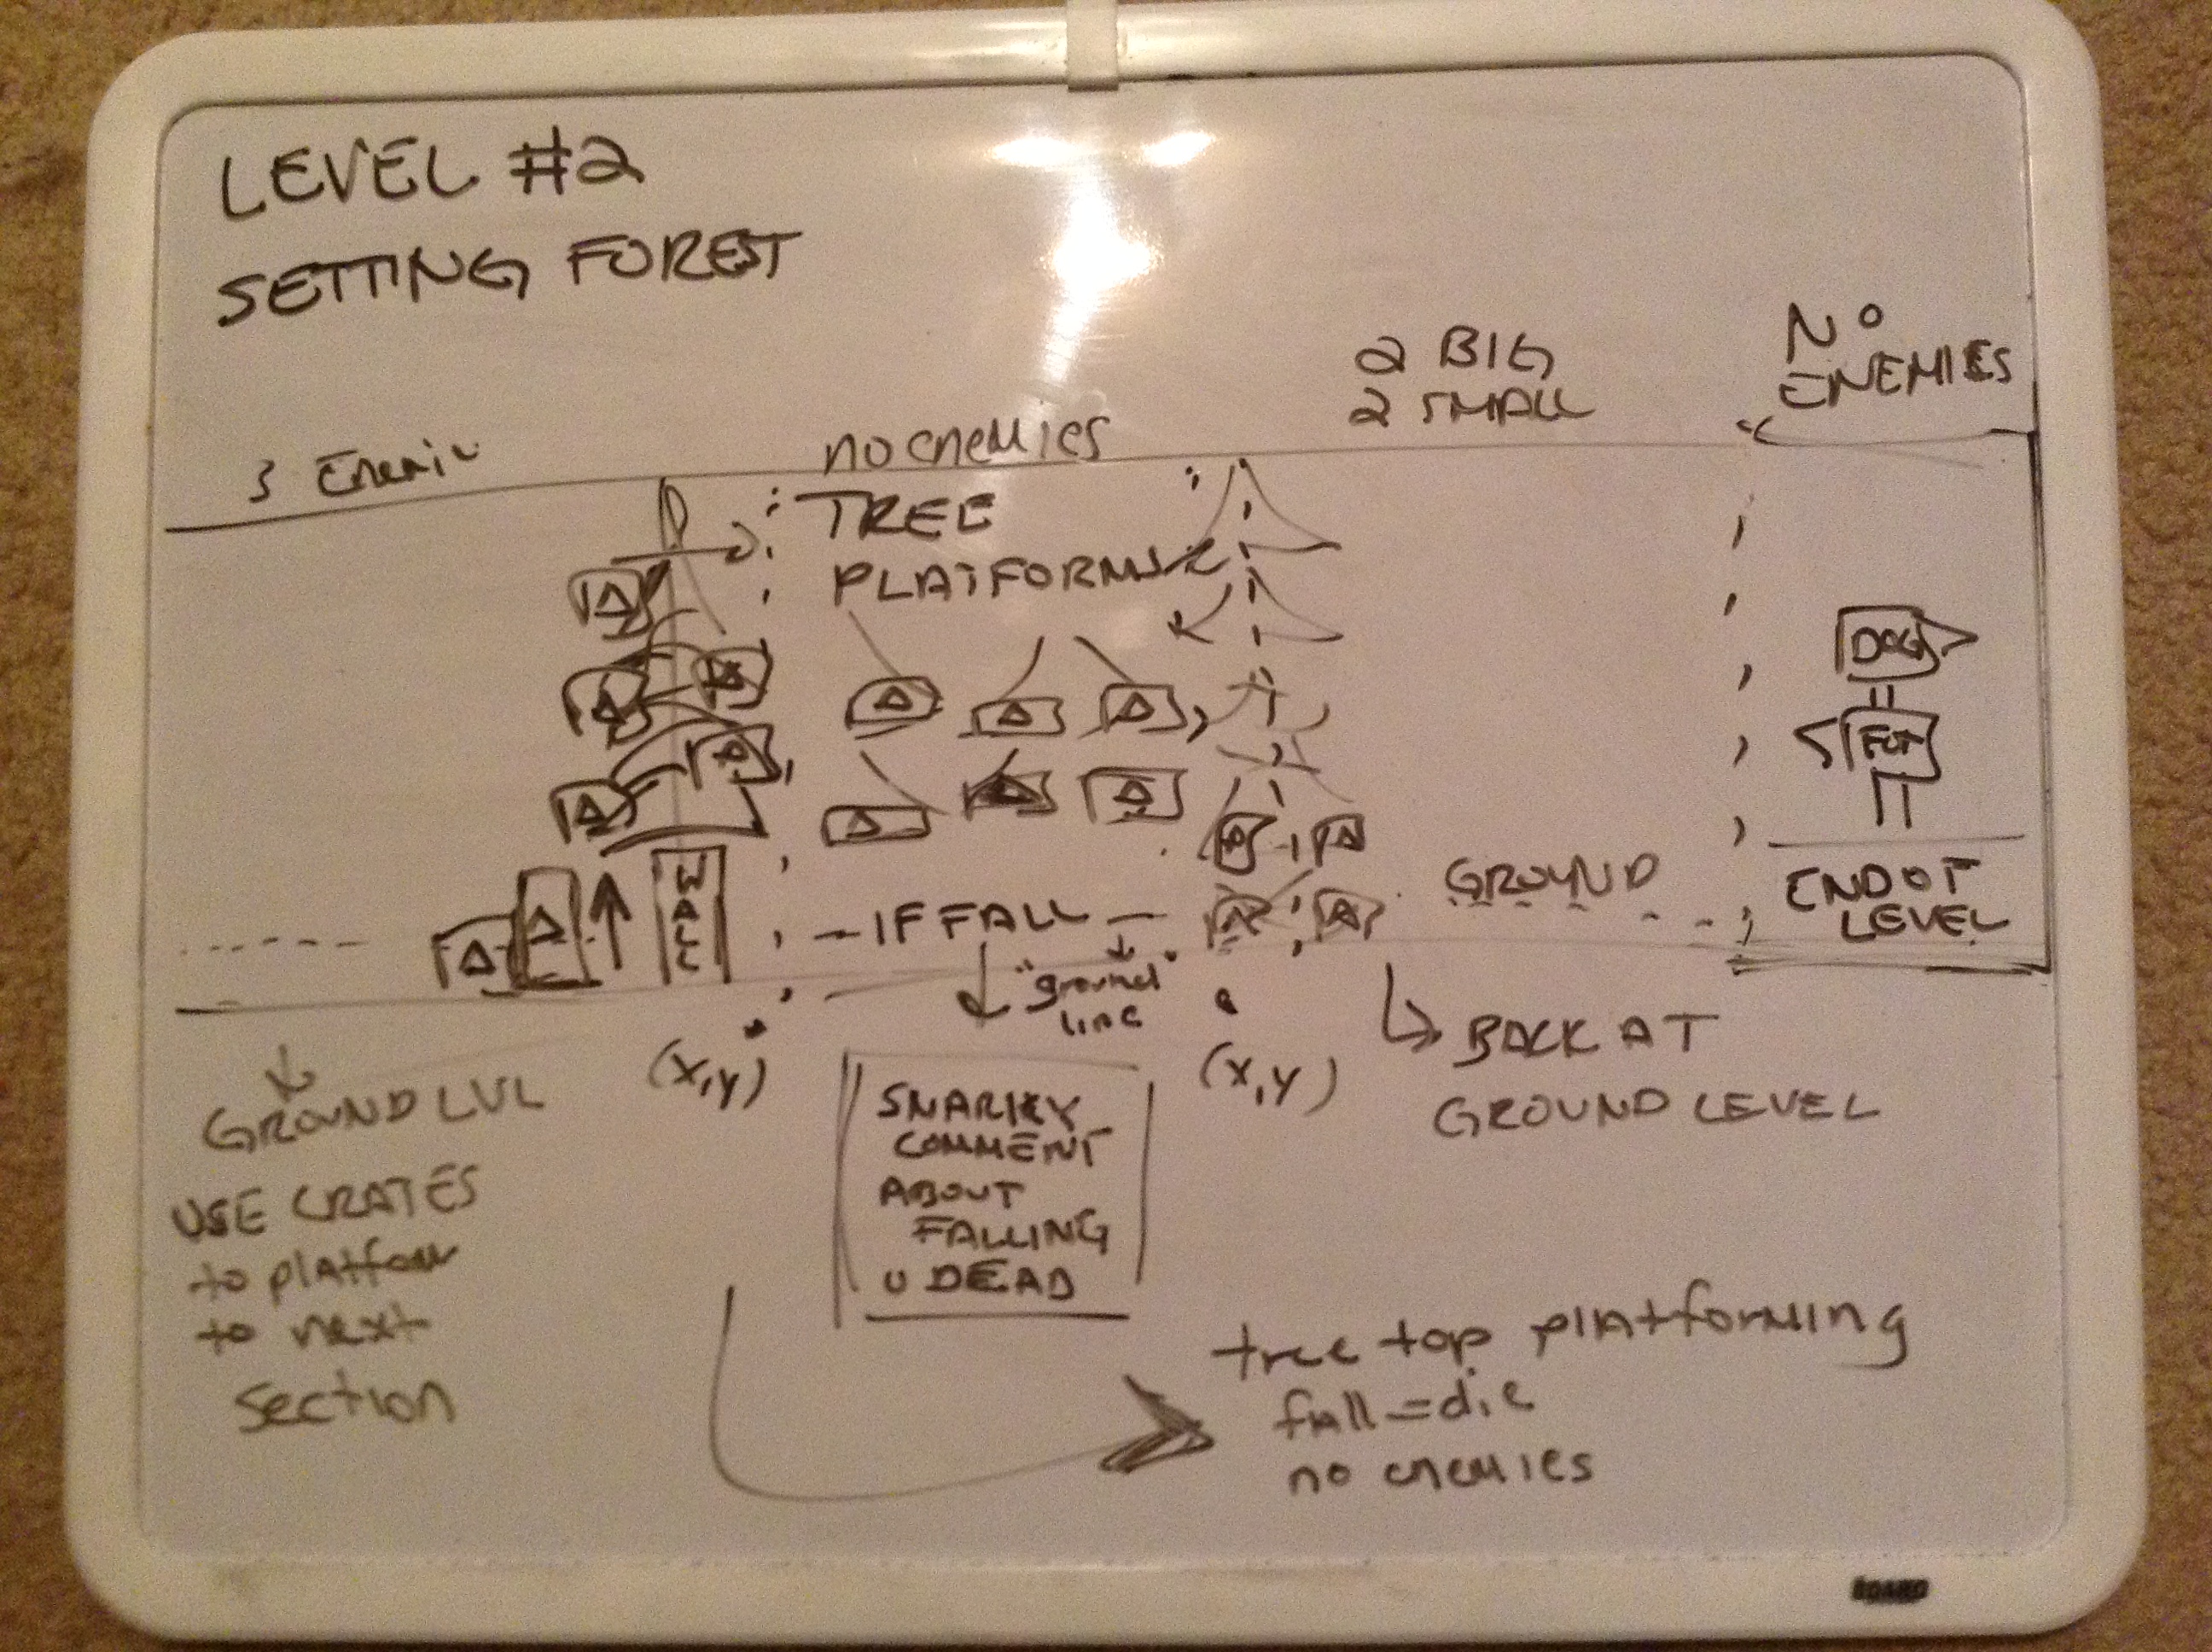 LEVEL #2
SETTING FOREST
2 BIG
2 SMALL
NO
ENEMIES
3 Enemie
no enemies
TREE
PLATFORMS
DOG
WALL
- IF FALL -
"ground"
line
GROUND
END OF
LEVEL
GROUND LVL
USE CRATES
to platform
to next
section
(X,Y)
(X,Y)
SNARKY
COMMENT
ABOUT
FALLING
U DEAD
BACK AT
GROUND LEVEL
tree top platforming
fall=die
no enemies
BOARD